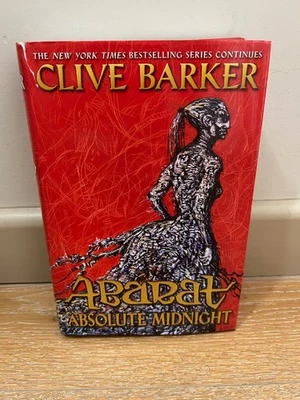 THE NEW YORK TIMES BESTSELLING SERIES CONTINUES
CLIVE BARKER
ABARAT
ABSOLUTE MIDNIGHT